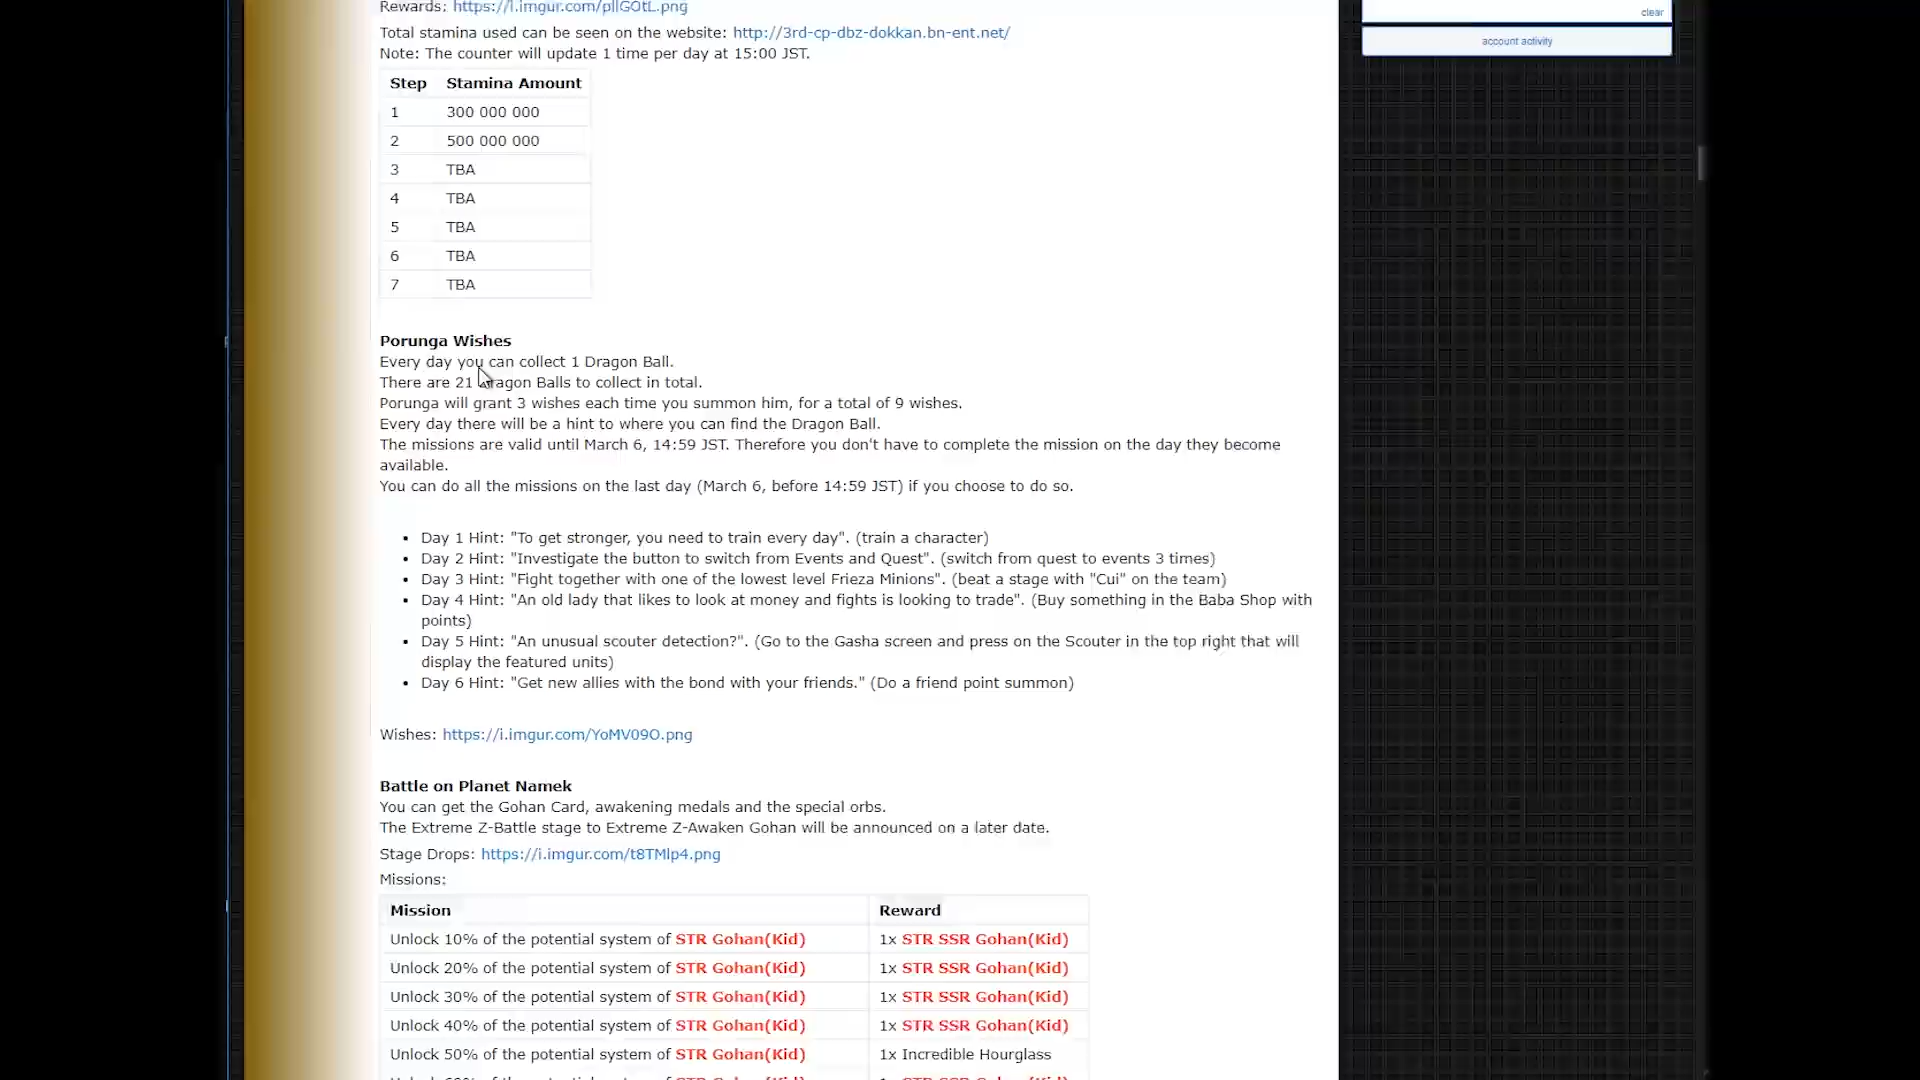 Rewards: https://i.imgur.com/pllGOtL.png
clear
Total stamina used can be seen on the website: http://3rd-cp-dbz-dokkan.bn-ent.net/
account activity
Note: The counter will update 1 time per day at 15:00 JST.
Step Stamina Amount
1 300 000 000
2 500 000 000
3 TBA
4 TBA
5 TBA
6 TBA
7 TBA
Porunga Wishes
Every day you can collect 1 Dragon Ball.
There are 21 Dragon Balls to collect in total.
Porunga will grant 3 wishes each time you summon him, for a total of 9 wishes.
Every day there will be a hint to where you can find the Dragon Ball.
The missions are valid until March 6, 14:59 JST. Therefore you don't have to complete the mission on the day they become
available.
You can do all the missions on the last day (March 6, before 14:59 JST) if you choose to do so.
• Day 1 Hint: "To get stronger, you need to train every day". (train a character)
• Day 2 Hint: "Investigate the button to switch from Events and Quest". (switch from quest to events 3 times)
• Day 3 Hint: "Fight together with one of the lowest level Frieza Minions". (beat a stage with "Cui" on the team)
• Day 4 Hint: "An old lady that likes to look at money and fights is looking to trade". (Buy something in the Baba Shop with
points)
• Day 5 Hint: "An unusual scouter detection?". (Go to the Gasha screen and press on the Scouter in the top right that will
display the featured units)
• Day 6 Hint: "Get new allies with the bond with your friends." (Do a friend point summon)
Wishes: https://i.imgur.com/YoMV09O.png
Battle on Planet Namek
You can get the Gohan Card, awakening medals and the special orbs.
The Extreme Z-Battle stage to Extreme Z-Awaken Gohan will be announced on a later date.
Stage Drops: https://i.imgur.com/t8TMlp4.png
Missions:
Mission Reward
Unlock 10% of the potential system of STR Gohan(Kid) 1x STR SSR Gohan(Kid)
Unlock 20% of the potential system of STR Gohan(Kid) 1x STR SSR Gohan(Kid)
Unlock 30% of the potential system of STR Gohan(Kid) 1x STR SSR Gohan(Kid)
Unlock 40% of the potential system of STR Gohan(Kid) 1x STR SSR Gohan(Kid)
Unlock 50% of the potential system of STR Gohan(Kid) 1x Incredible Hourglass